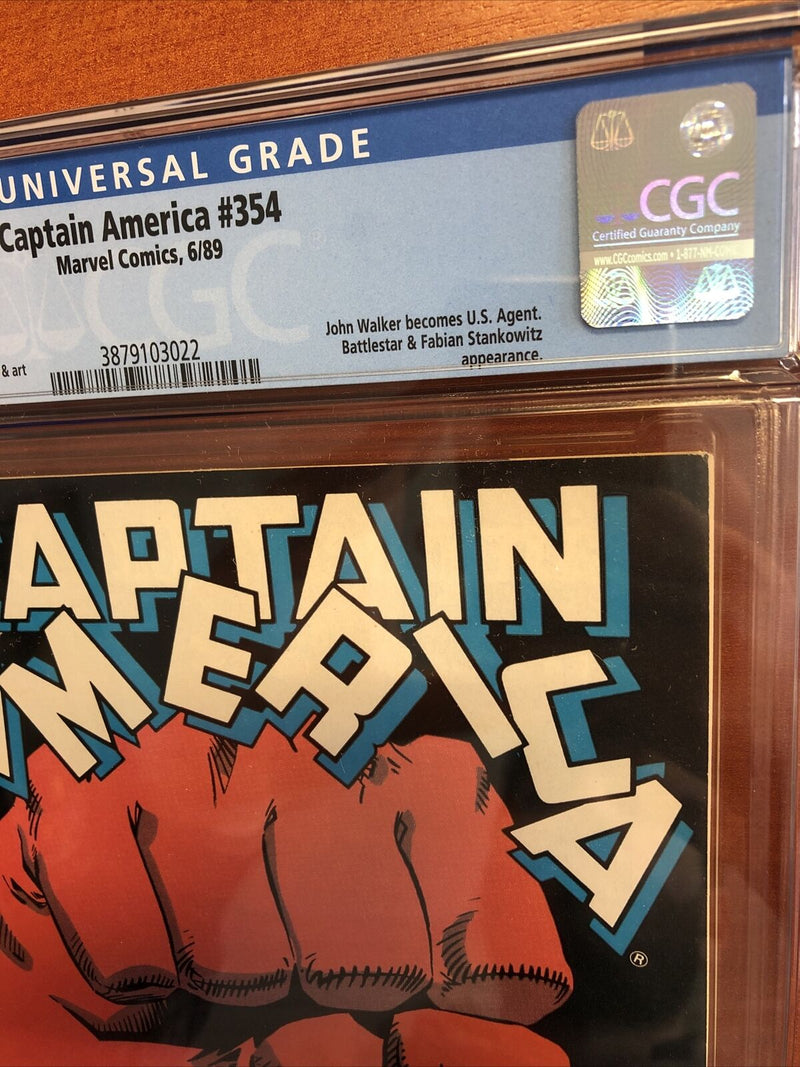 UNIVERSAL GRADE
Captain America #354
Marvel Comics, 6/89
CGC
Certified Guaranty Company
www.CGCcomics.com • 1-877-NM-COMIC
CGC
John Walker becomes U.S. Agent.
Battlestar & Fabian Stankowitz
appearance.
& art
3879103022
APTAIN
MERICA
®